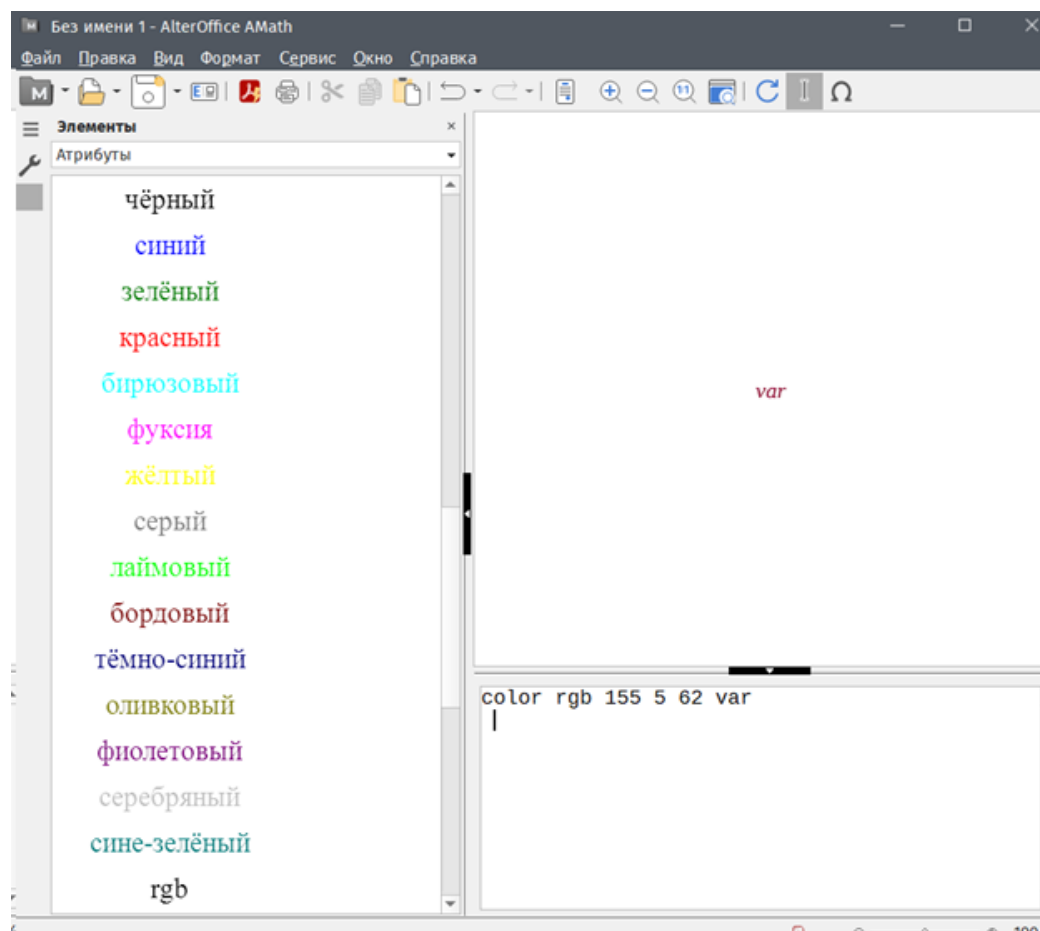 Без имени 1 - AlterOffice AMath
Файл Правка Вид Формат Сервис Окно Справка
Элементы
Атрибуты
чёрный
синий
зелёный
красный
бирюзовый
фуксия
жёлтый
серый
лаймовый
бордовый
тёмно-синий
оливковый
фиолетовый
серебряный
сине-зелёный
rgb
var
color rgb 155 5 62 var